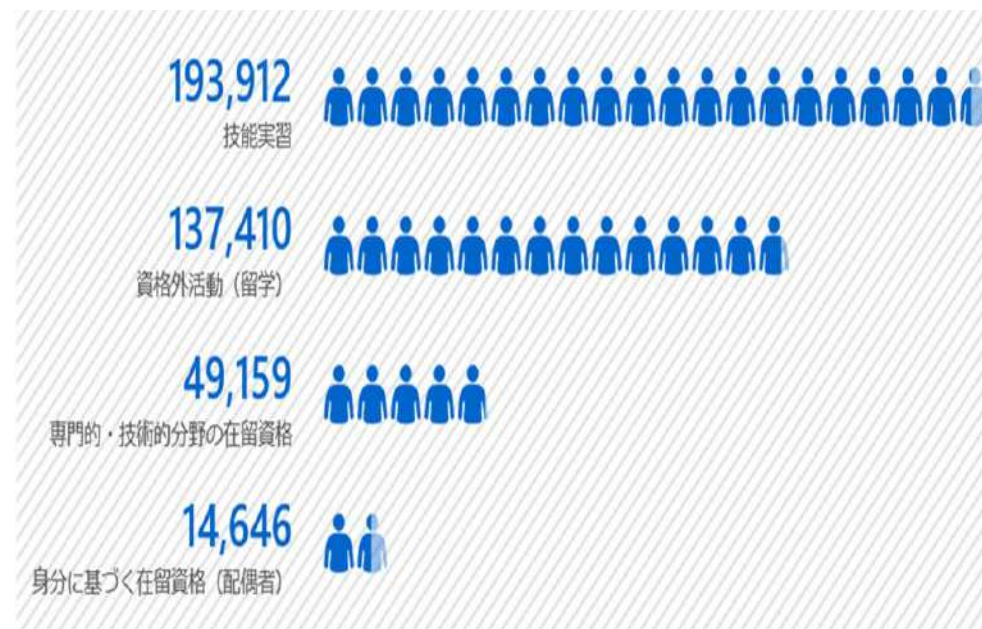 193,912
技能実習
137,410
資格外活動（留学）
49,159
専門的・技術的分野の在留資格
14,646
身分に基づく在留資格（配偶者）